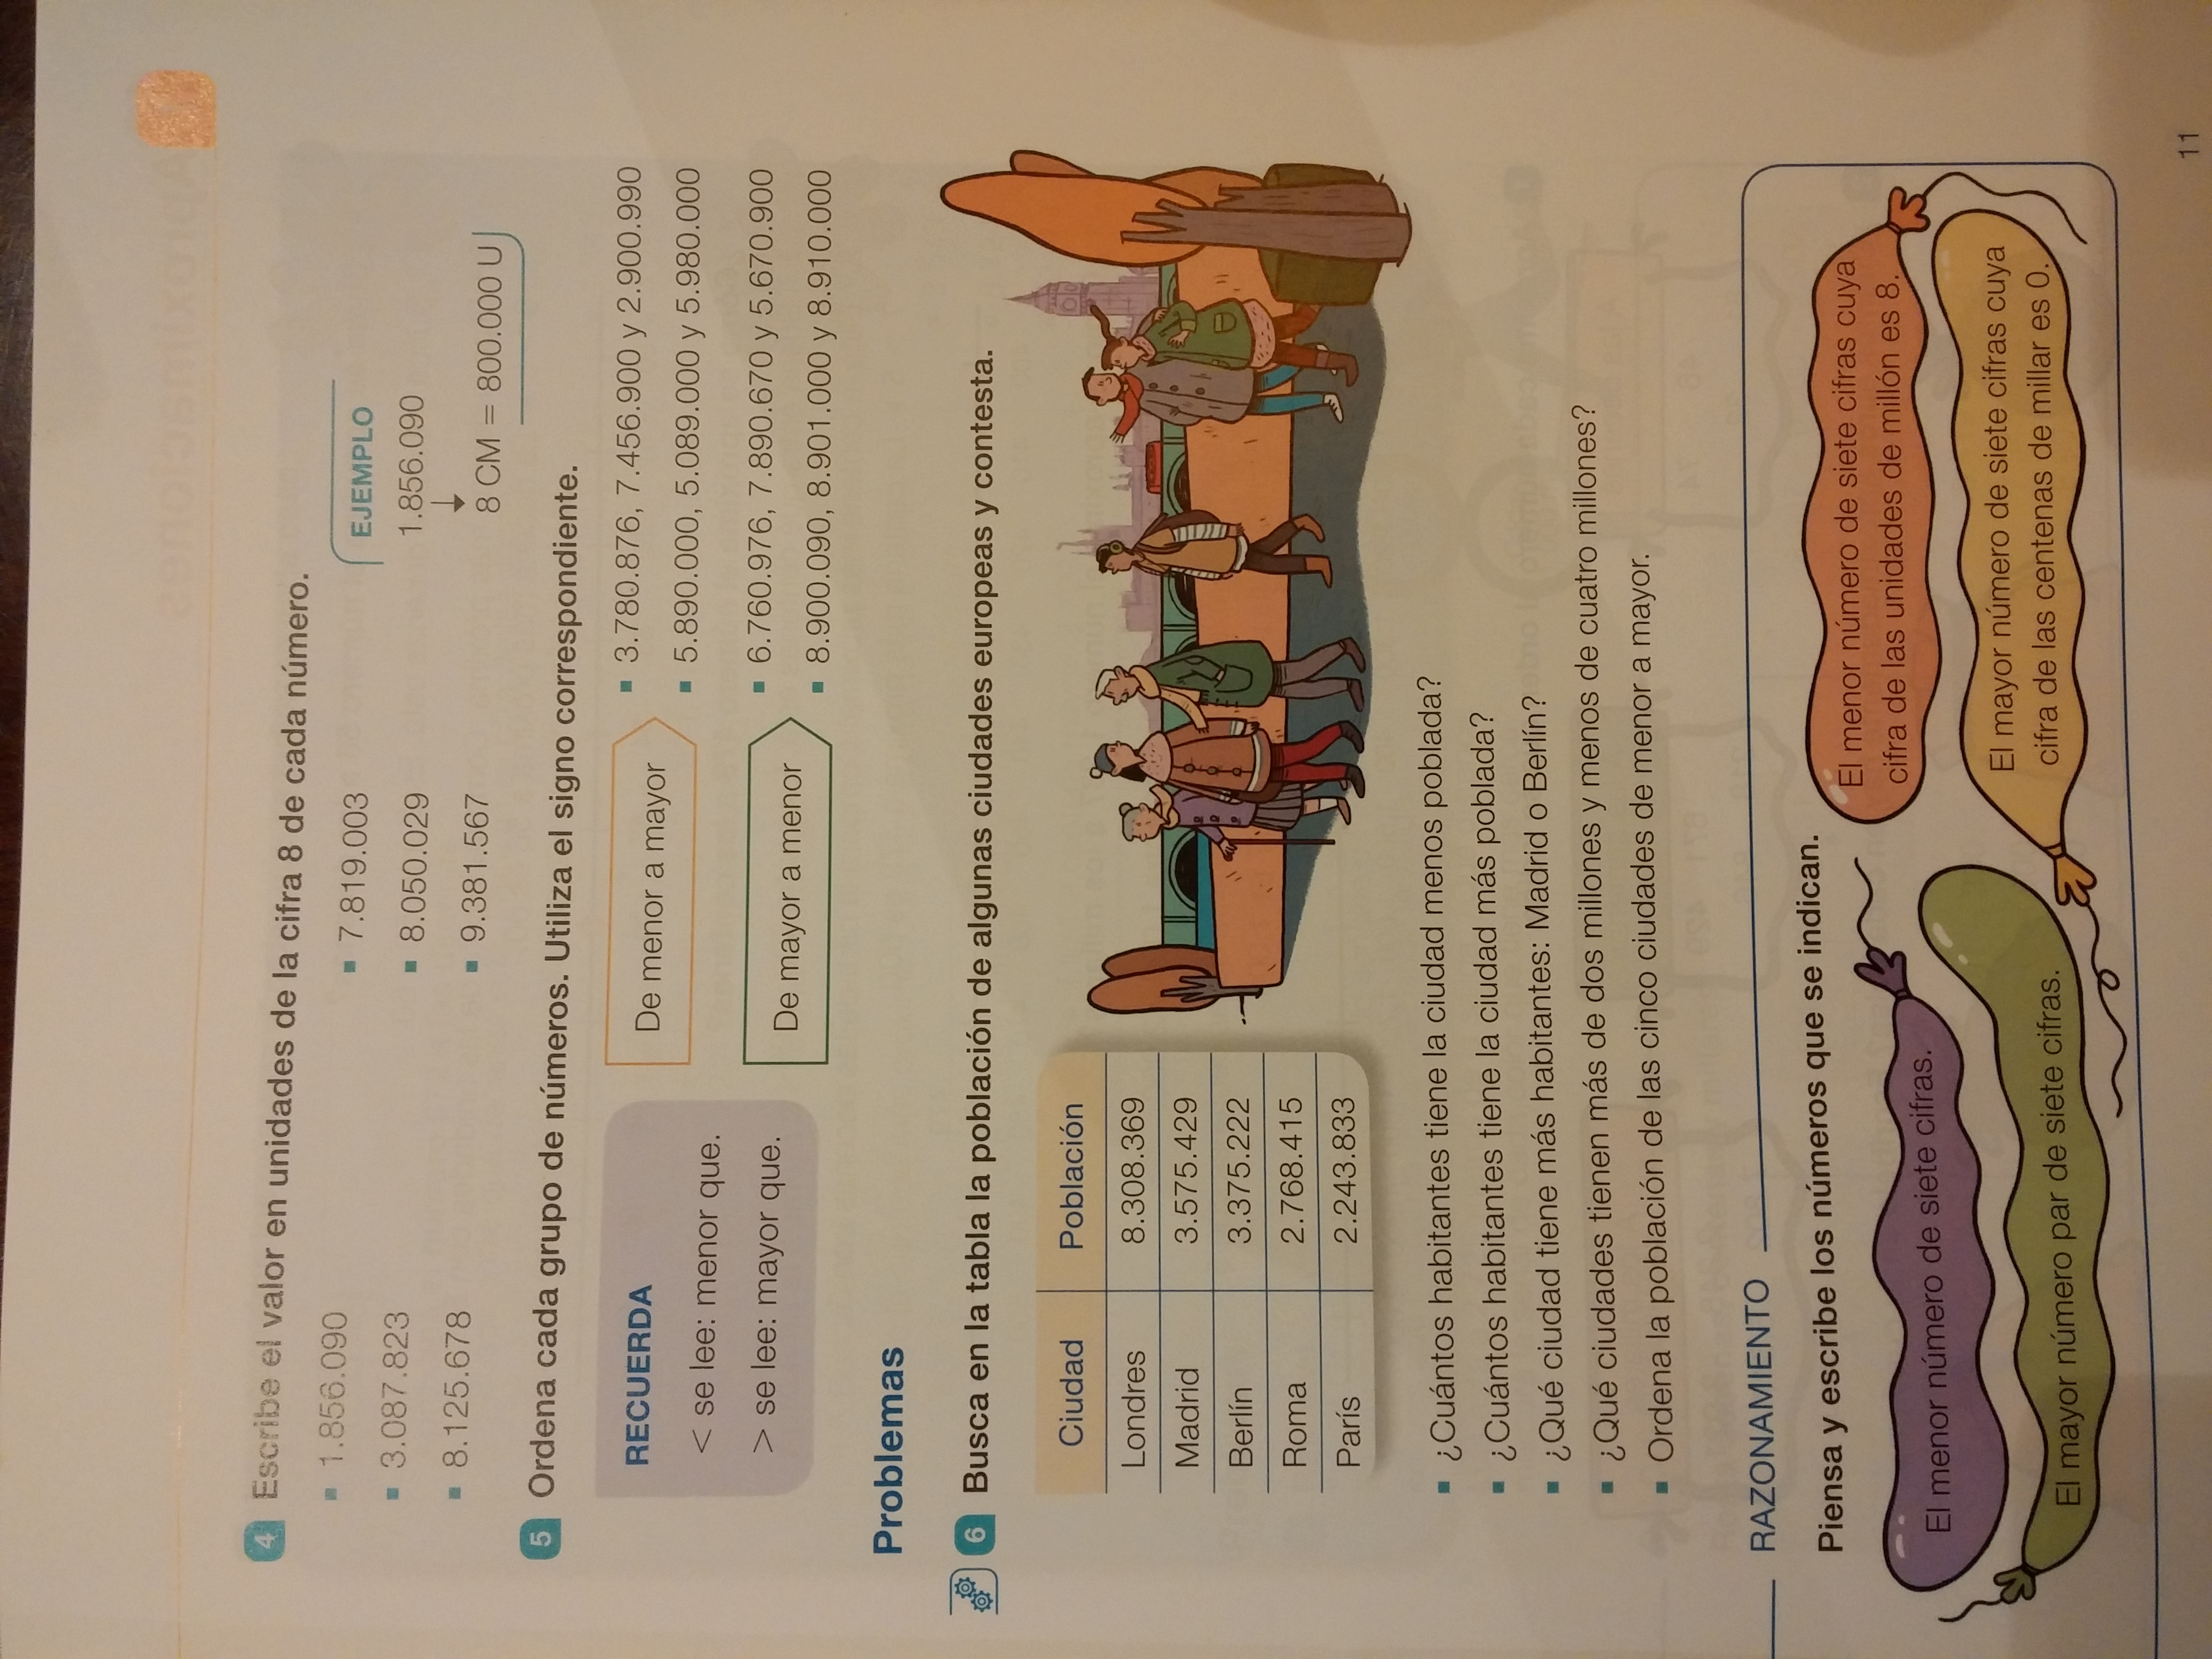 4 Escribe el valor en unidades de la cifra 8 de cada número.
1.856.090
3.087.823
8.125.678
7.819.003
8.050.029
9.381.567
EJEMPLO
1.856.090
8 CM = 800.000 U
5 Ordena cada grupo de números. Utiliza el signo correspondiente.
RECUERDA
< se lee: menor que.
> se lee: mayor que.
De menor a mayor
3.780.876, 7.456.900 y 2.900.990
5.890.000, 5.089.000 y 5.980.000
De mayor a menor
6.760.976, 7.890.670 y 5.670.900
8.900.090, 8.901.000 y 8.910.000
Problemas
6 Busca en la tabla la población de algunas ciudades europeas y contesta.
Ciudad Población
Londres 8.308.369
Madrid 3.575.429
Berlín 3.375.222
Roma 2.768.415
París 2.243.833
¿Cuántos habitantes tiene la ciudad menos poblada?
¿Cuántos habitantes tiene la ciudad más poblada?
¿Qué ciudad tiene más habitantes: Madrid o Berlín?
¿Qué ciudades tienen más de dos millones y menos de cuatro millones?
Ordena la población de las cinco ciudades de menor a mayor.
RAZONAMIENTO
Piensa y escribe los números que se indican.
El menor número de siete cifras.
El mayor número par de siete cifras.
El menor número de siete cifras cuya
cifra de las unidades de millón es 8.
El mayor número de siete cifras cuya
cifra de las centenas de millar es 0.
11